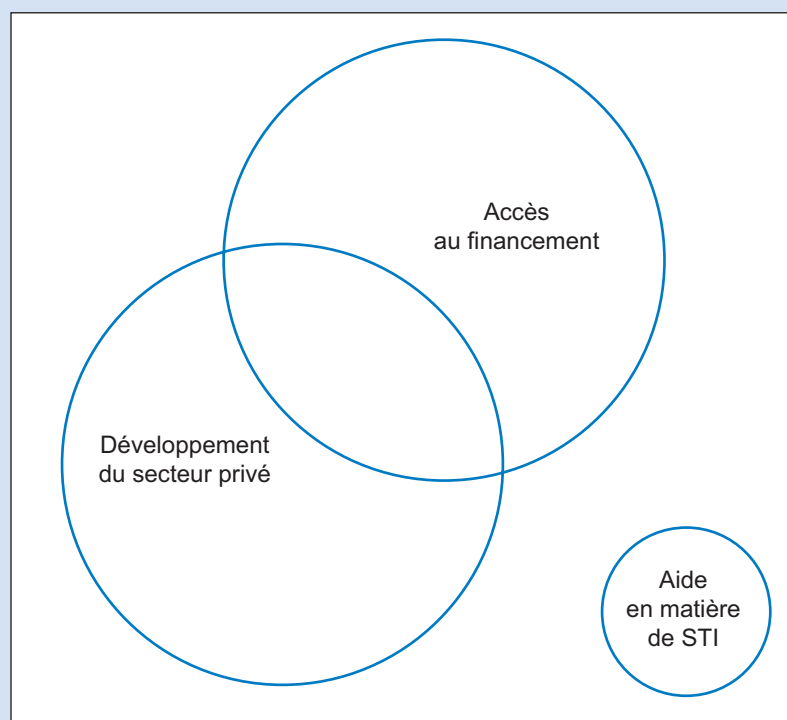 Accès
au financement
Développement
du secteur privé
Aide
en matière
de STI